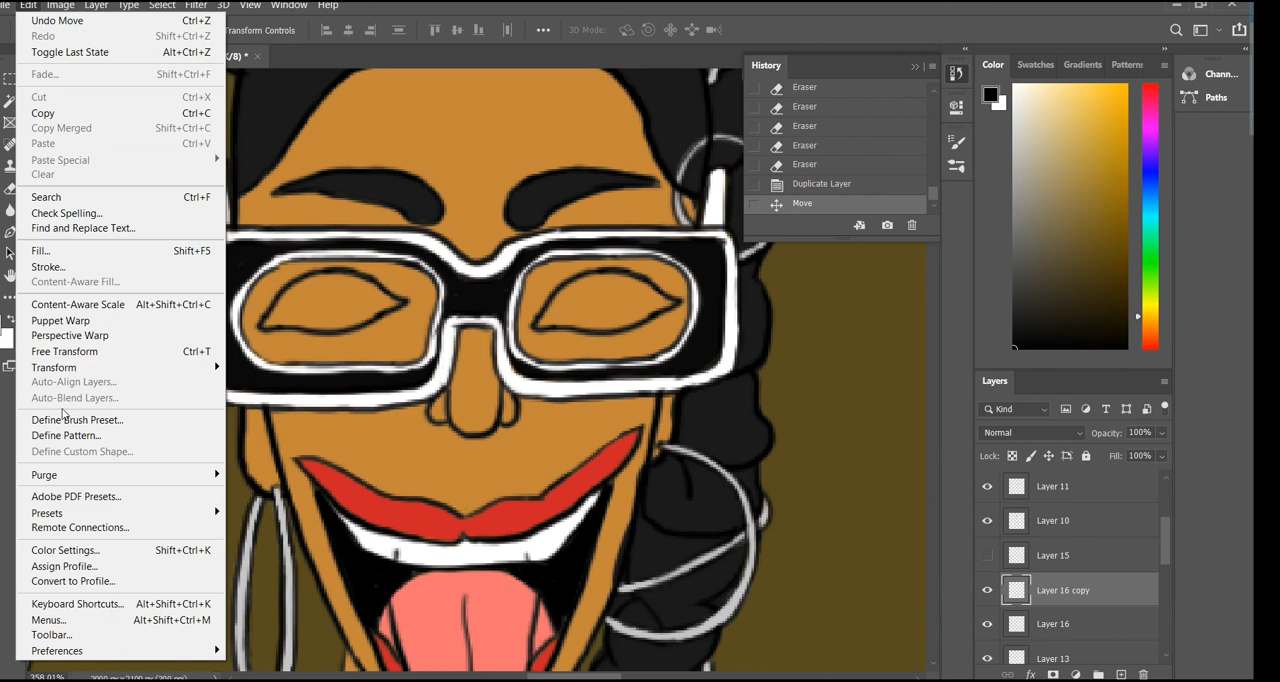 Edit Image Layer Type Select Filter 3D View Window Help
Transform Controls
3D Mode:
/8) *
Undo Move Ctrl+Z
Redo Shift+Ctrl+Z
Toggle Last State Alt+Ctrl+Z
Fade... Shift+Ctrl+F
Cut Ctrl+X
Copy Ctrl+C
Copy Merged Shift+Ctrl+C
Paste Ctrl+V
Paste Special
Clear
Search Ctrl+F
Check Spelling...
Find and Replace Text...
Fill... Shift+F5
Stroke...
Content-Aware Fill...
Content-Aware Scale Alt+Shift+Ctrl+C
Puppet Warp
Perspective Warp
Free Transform Ctrl+T
Transform
Auto-Align Layers...
Auto-Blend Layers...
Define Brush Preset...
Define Pattern...
Define Custom Shape...
Purge
Adobe PDF Presets...
Presets
Remote Connections...
Color Settings... Shift+Ctrl+K
Assign Profile...
Convert to Profile...
Keyboard Shortcuts... Alt+Shift+Ctrl+K
Menus... Alt+Shift+Ctrl+M
Toolbar...
Preferences
History
Eraser
Eraser
Eraser
Eraser
Eraser
Duplicate Layer
Move
Color Swatches Gradients Patterns
Chann...
Paths
Layers
Kind
Normal Opacity: 100%
Lock: Fill: 100%
Layer 11
Layer 10
Layer 15
Layer 16 copy
Layer 16
Layer 13
fx